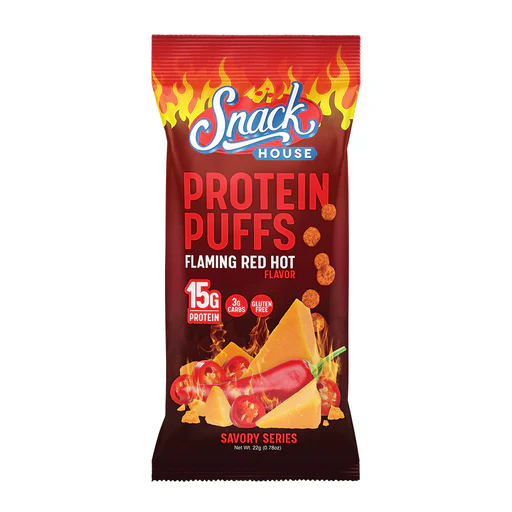 Snack
HOUSE
PROTEIN
PUFFS
FLAMING RED HOT
FLAVOR
15G
PROTEIN
3g
CARBS
GLUTEN
FREE
SAVORY SERIES
Net Wt. 22g (0.78oz)